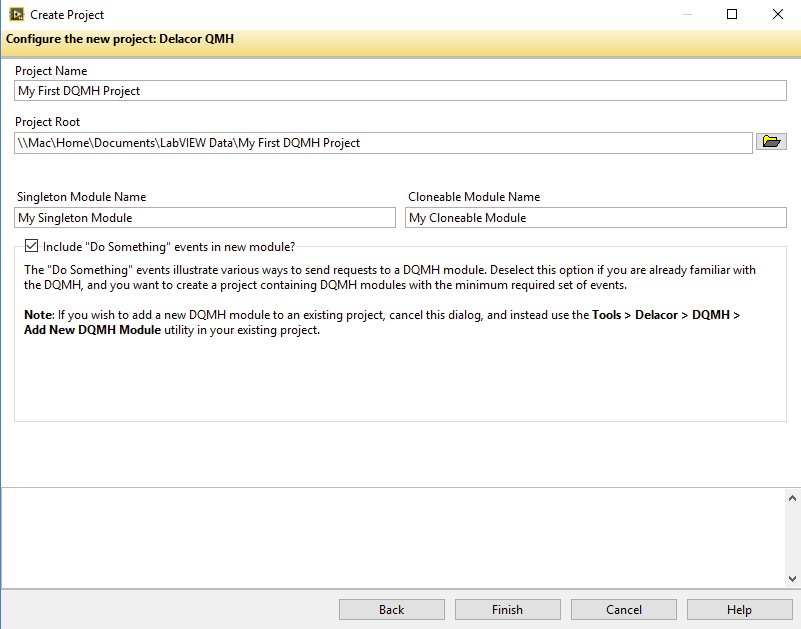 Create Project
Configure the new project: Delacor QMH
Project Name
My First DQMH Project
Project Root
\\Mac\Home\Documents\LabVIEW Data\My First DQMH Project
Singleton Module Name
Cloneable Module Name
My Singleton Module
My Cloneable Module
Include "Do Something" events in new module?
The "Do Something" events illustrate various ways to send requests to a DQMH module. Deselect this option if you are already familiar with
the DQMH, and you want to create a project containing DQMH modules with the minimum required set of events.
Note: If you wish to add a new DQMH module to an existing project, cancel this dialog, and instead use the Tools > Delacor > DQMH >
Add New DQMH Module utility in your existing project.
Back
Finish
Cancel
Help